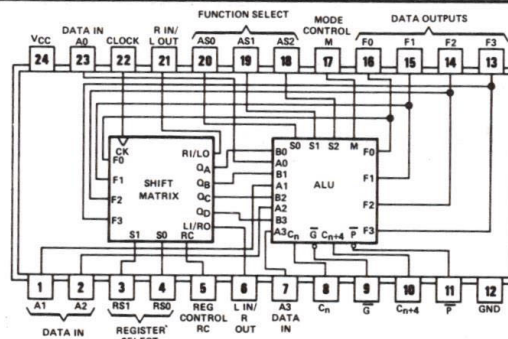 FUNCTION SELECT
MODE CONTROL
DATA OUTPUTS
VCC
DATA IN A0
CLOCK
R IN/ L OUT
AS0
AS1
AS2
M
F0
F1
F2
F3
24
23
22
21
20
19
18
17
16
15
14
13
CK
F0
F1
F2
F3
SHIFT
MATRIX
RI/LO
QA
QB
QC
QD
LI/RO
S1
S0
RC
S0
S1
S2
M
B0
A0
B1
A1
B2
A2
B3
A3
ALU
F0
F1
F2
F3
Cn
G
Cn+4
P
1
2
3
4
5
6
7
8
9
10
11
12
A1
A2
RS1
RS0
REG CONTROL RC
L IN/ R OUT
A3 DATA IN
Cn
G
Cn+4
P
GND
DATA IN
REGISTER
SELECT